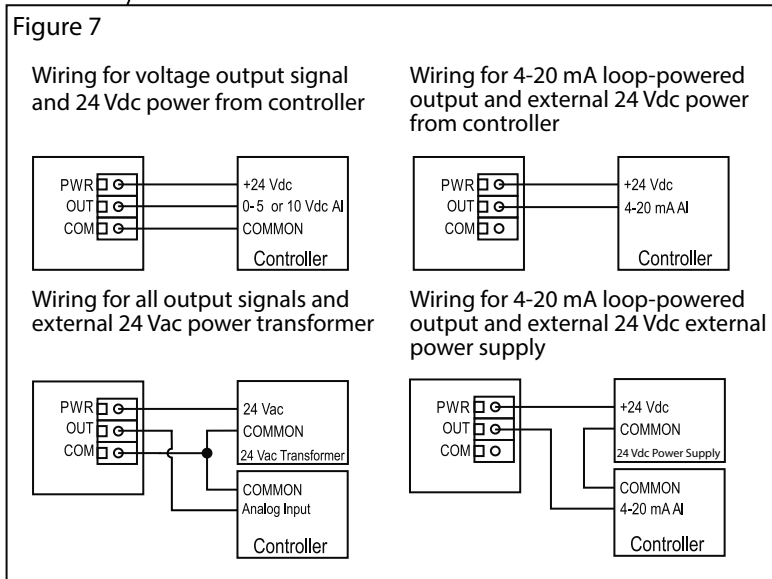 Figure 7
Wiring for voltage output signal
and 24 Vdc power from controller
PWR
OUT
COM
+24 Vdc
0-5 or 10 Vdc AI
COMMON
Controller
Wiring for 4-20 mA loop-powered
output and external 24 Vdc power
from controller
PWR
OUT
COM
+24 Vdc
4-20 mA AI
Controller
Wiring for all output signals and
external 24 Vac power transformer
PWR
OUT
COM
24 Vac
COMMON
24 Vac Transformer
COMMON
Analog Input
Controller
Wiring for 4-20 mA loop-powered
output and external 24 Vdc external
power supply
PWR
OUT
COM
+24 Vdc
COMMON
24 Vdc Power Supply
COMMON
4-20 mA AI
Controller